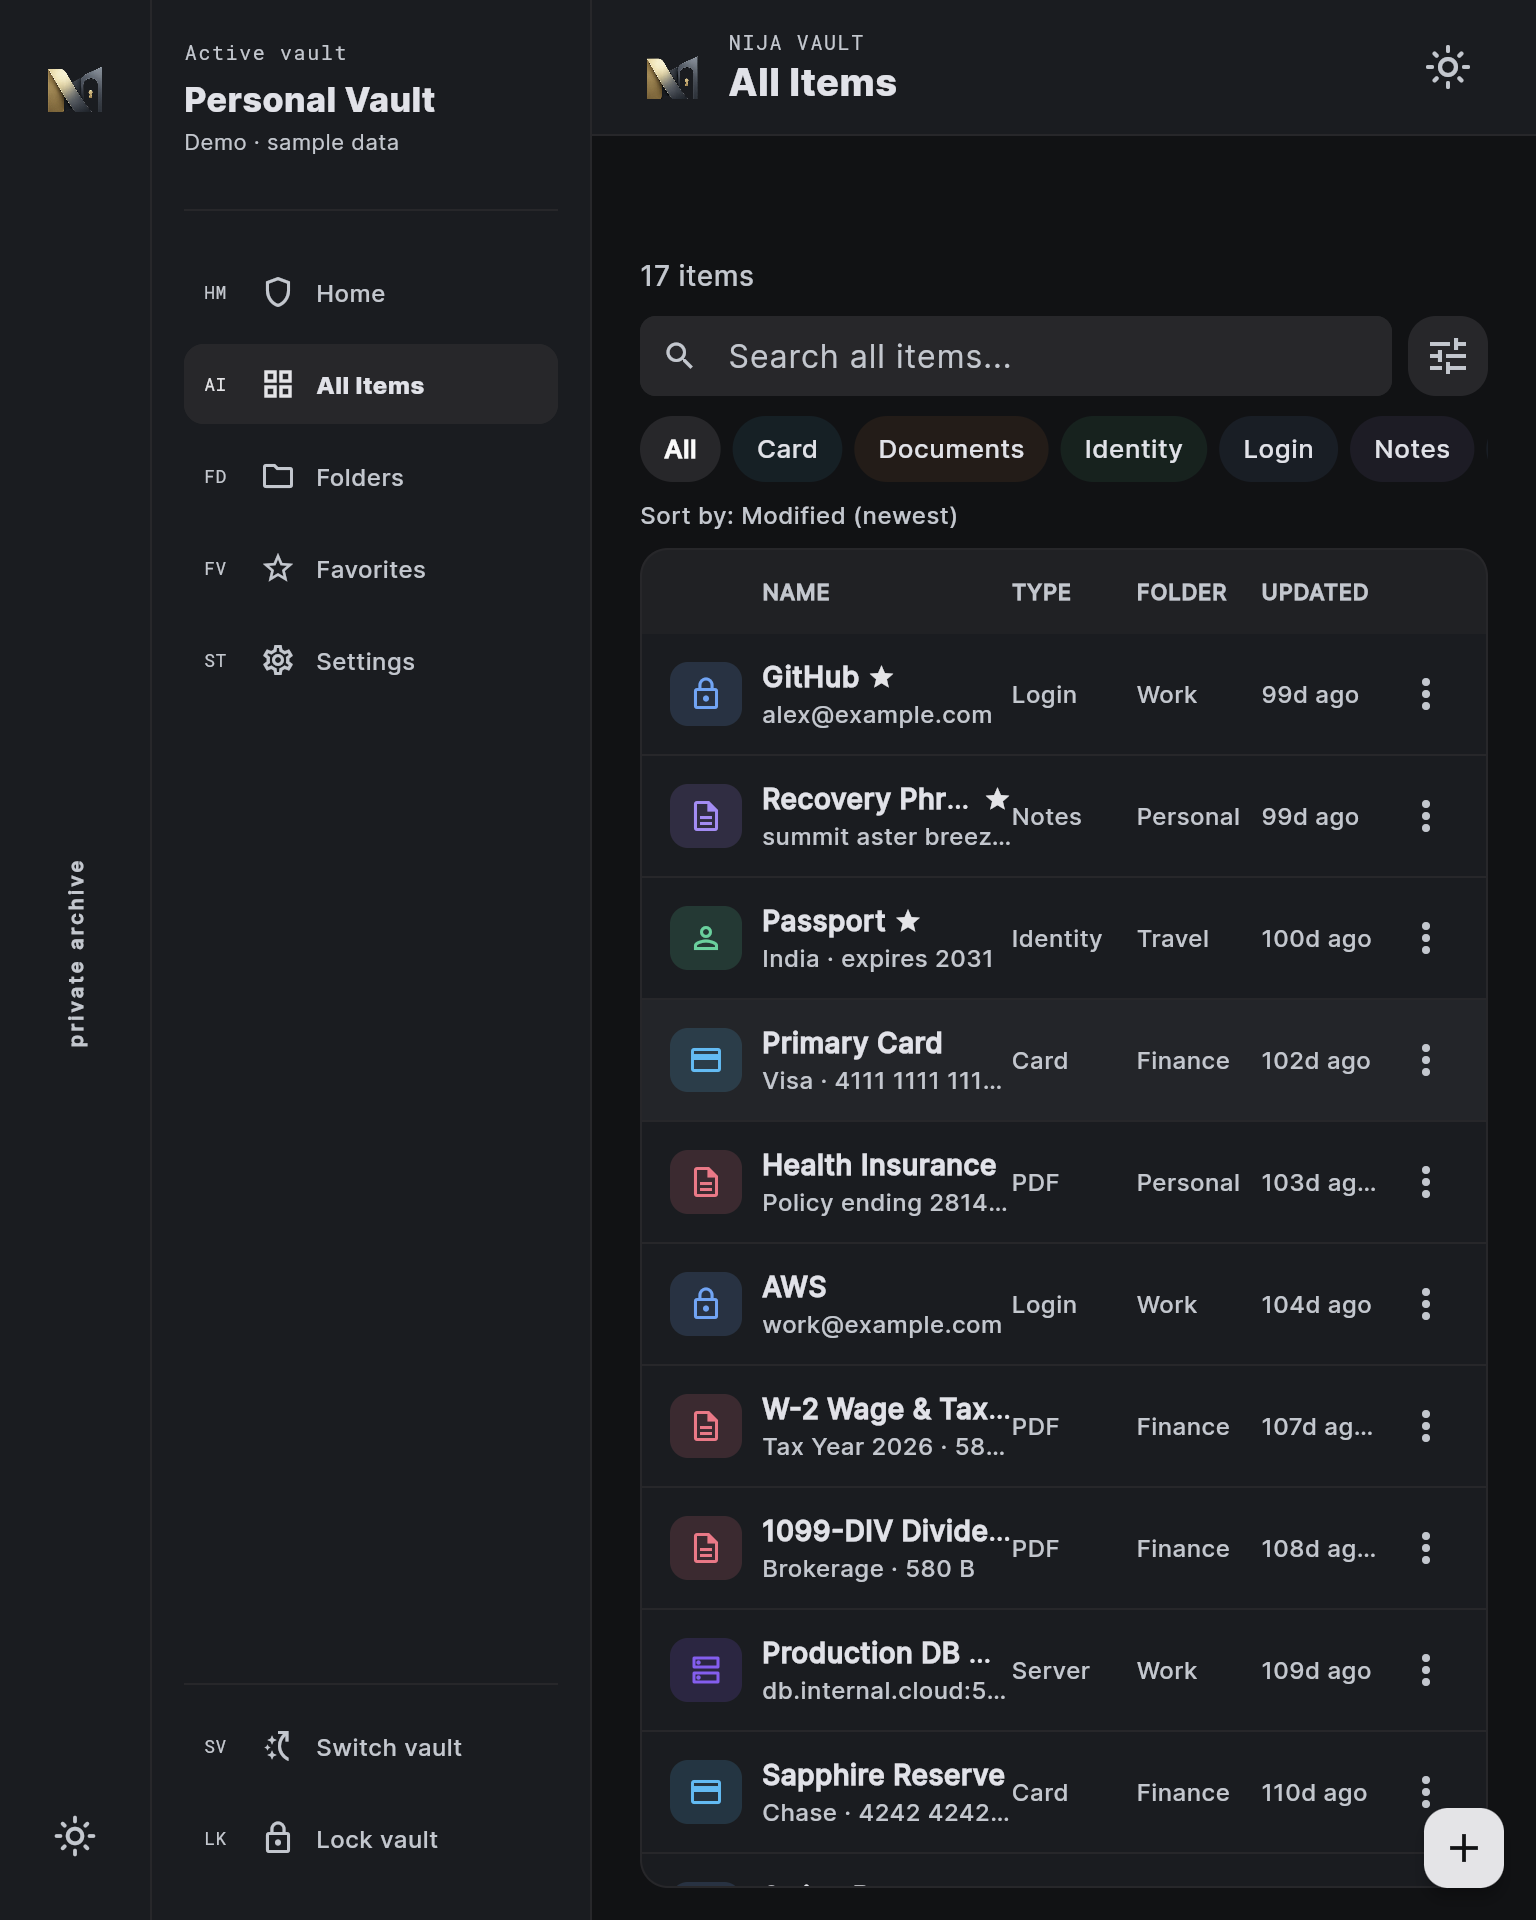 Active vault
Personal Vault
Demo · sample data
HM Home
AI All Items
FD Folders
FV Favorites
ST Settings
private archive
SV Switch vault
LK Lock vault
NIJA VAULT
All Items
17 items
Search all items...
All Card Documents Identity Login Notes
Sort by: Modified (newest)
NAME TYPE FOLDER UPDATED
GitHub
alex@example.com
Login Work 99d ago
Recovery Phr...
summit aster breez...
Notes Personal 99d ago
Passport
India · expires 2031
Identity Travel 100d ago
Primary Card
Visa · 4111 1111 111...
Card Finance 102d ago
Health Insurance
Policy ending 2814...
PDF Personal 103d ag...
AWS
work@example.com
Login Work 104d ago
W-2 Wage & Tax...
Tax Year 2026 · 58...
PDF Finance 107d ag...
1099-DIV Divide...
Brokerage · 580 B
PDF Finance 108d ag...
Production DB ...
db.internal.cloud:5...
Server Work 109d ago
Sapphire Reserve
Chase · 4242 4242...
Card Finance 110d ago